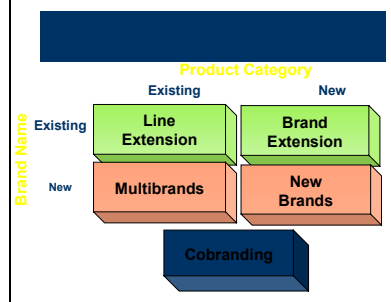 Product Category
Existing New
Brand Name
Existing
Line
Extension
Brand
Extension
New
Multibrands
New
Brands
Cobranding